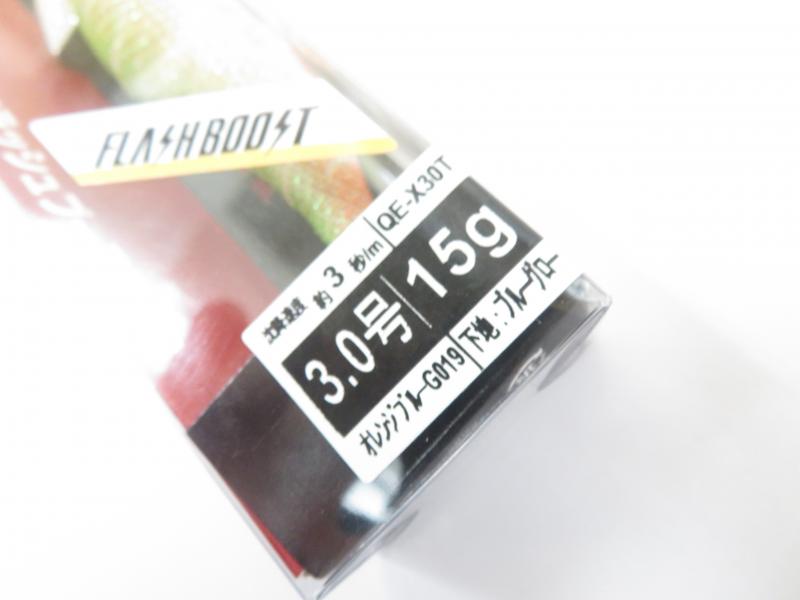 FLASHBOOST
沈降速度 約3秒/m QE-X30T
3.0号 15g
オレンジブルーG019 下地:ブルーグロー